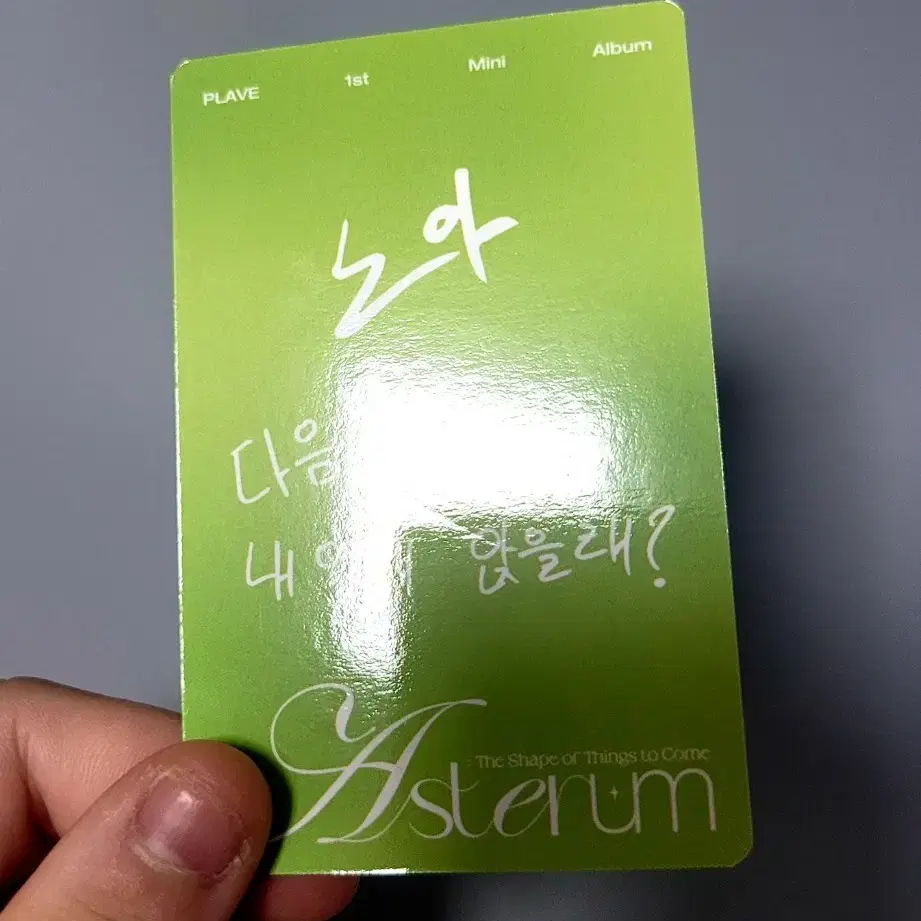 PLAVE 1st Mini Album
노아
다음
내 앉을래?
: The Shape of Things to Come
Asterum